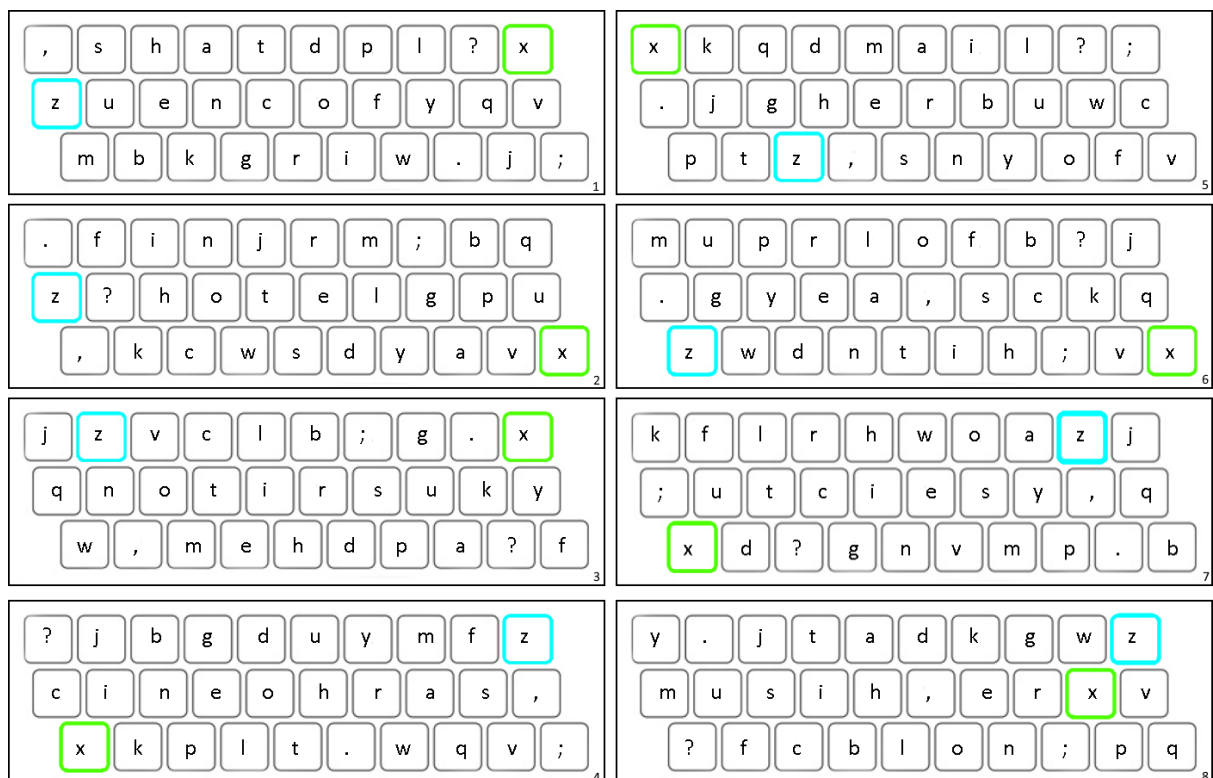 , s h a t d p l ? x
z u e n c o f y q v
m b k g r i w . j ;
1
. f i n j r m ; b q
z ? h o t e l g p u
, k c w s d y a v x
2
j z v c l b ; g . x
q n o t i r s u k y
w , m e h d p a ? f
3
? j b g d u y m f z
c i n e o h r a s ,
x k p l t . w q v ;
4
x k q d m a i l ? ;
. j g h e r b u w c
p t z , s n y o f v
5
m u p r l o f b ? j
. g y e a , s c k q
z w d n t i h ; v x
6
k f l r h w o a z j
; u t c i e s y , q
x d ? g n v m p . b
7
y . j t a d k g w z
m u s i h , e r x v
? f c b l o n ; p q
8